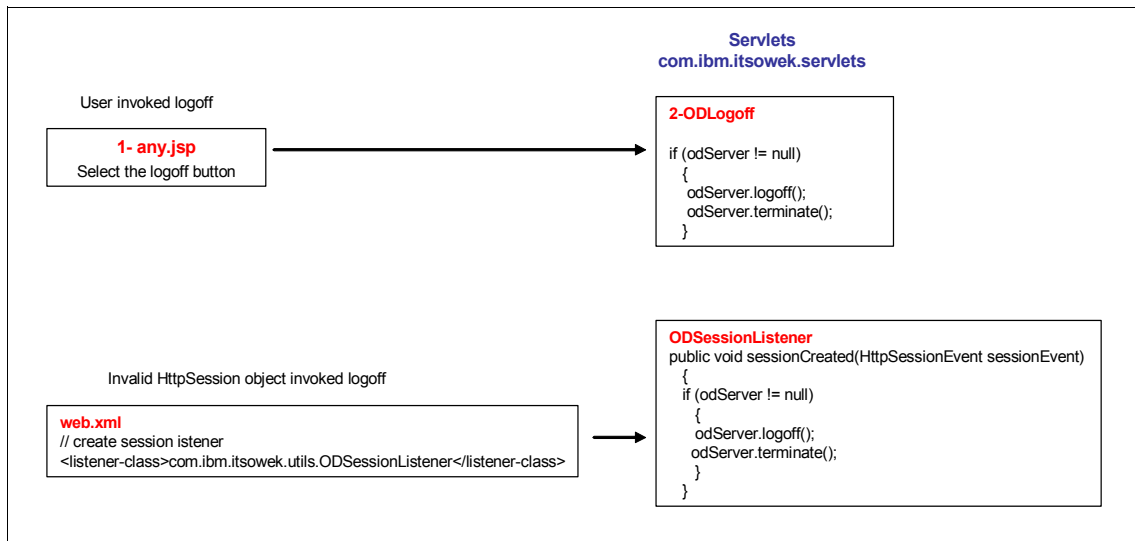 Servlets
com.ibm.itsowek.servlets
User invoked logoff
1- any.jsp
Select the logoff button
2-ODLogoff
if (odServer != null)
{
odServer.logoff();
odServer.terminate();
}
Invalid HttpSession object invoked logoff
web.xml
// create session istener
<listener-class>com.ibm.itsowek.utils.ODSessionListener</listener-class>
ODSessionListener
public void sessionCreated(HttpSessionEvent sessionEvent)
{
if (odServer != null)
{
odServer.logoff();
odServer.terminate();
}
}